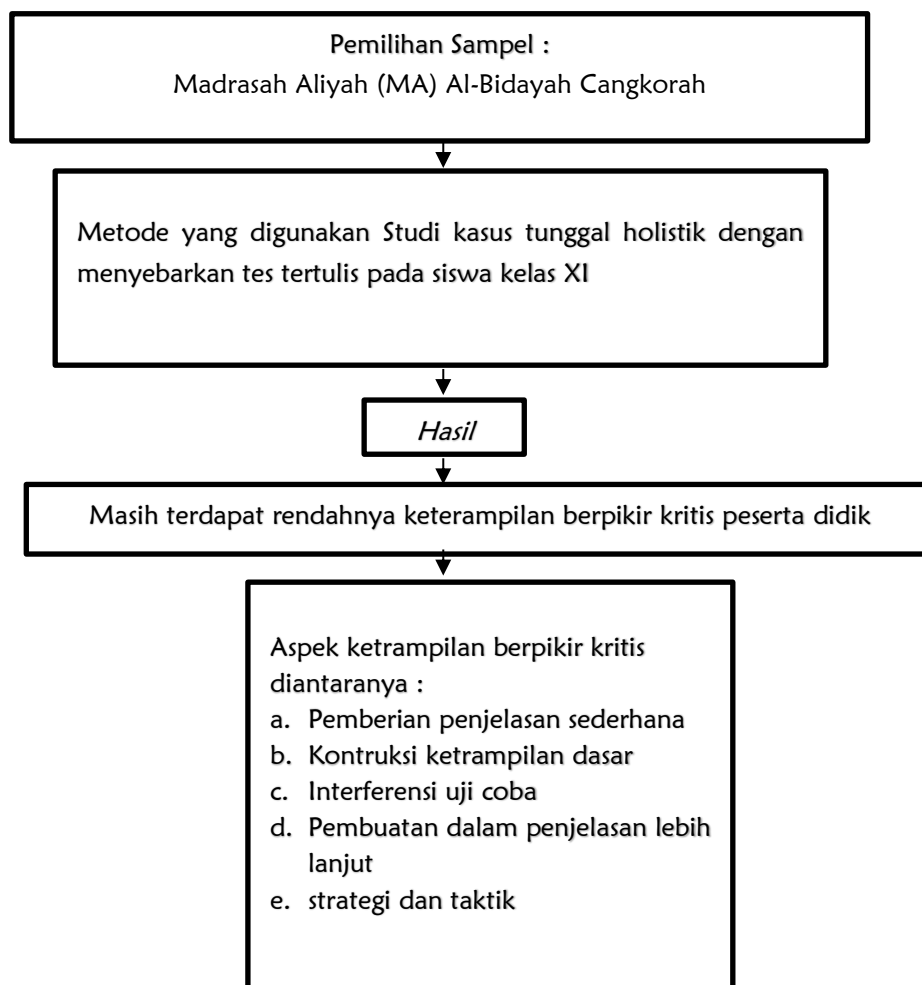 Pemilihan Sampel :
Madrasah Aliyah (MA) Al-Bidayah Cangkorah
Metode yang digunakan Studi kasus tunggal holistik dengan
menyebarkan tes tertulis pada siswa kelas XI
Hasil
Masih terdapat rendahnya keterampilan berpikir kritis peserta didik
Aspek ketrampilan berpikir kritis
diantaranya :
a. Pemberian penjelasan sederhana
b. Kontruksi ketrampilan dasar
c. Interferensi uji coba
d. Pembuatan dalam penjelasan lebih
lanjut
e. strategi dan taktik